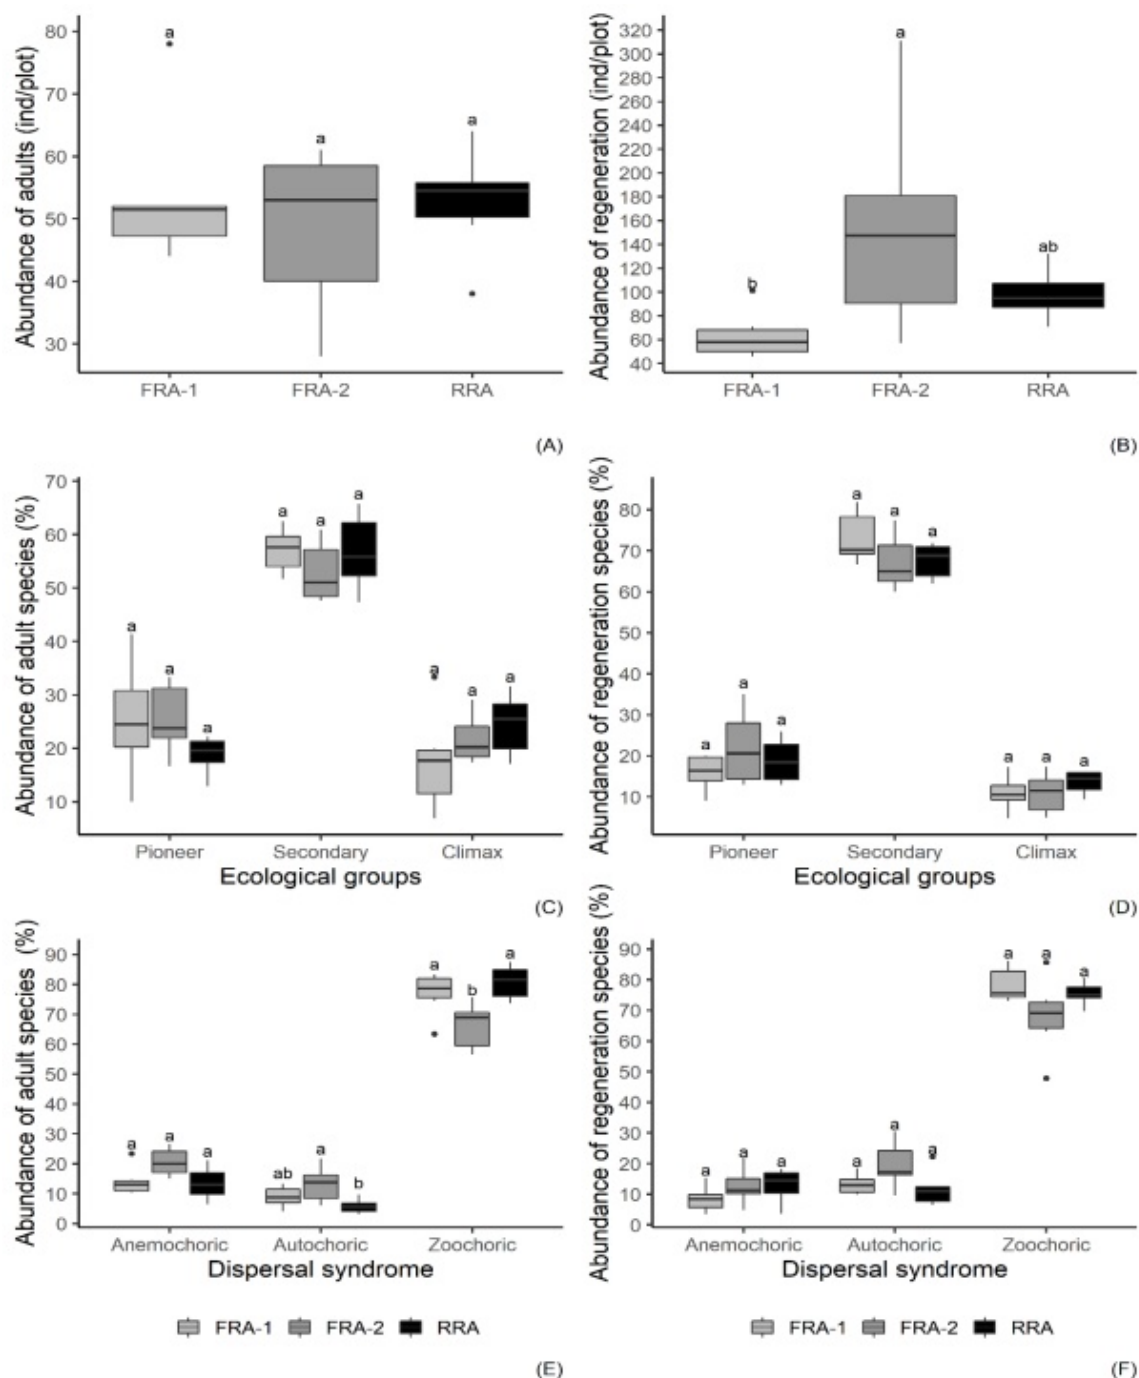 Abundance of adults (ind/plot)
80
70
60
50
40
30
a
a
a
FRA-1
FRA-2
RRA
(A)
Abundance of regeneration (ind/plot)
320
300
280
260
240
220
200
180
160
140
120
100
80
60
40
b
a
ab
FRA-1
FRA-2
RRA
(B)
Abundance of adult species (%)
70
60
50
40
30
20
10
a
a
a
a
a
a
a
a
a
Pioneer
Secondary
Climax
Ecological groups
(C)
Abundance of regeneration species (%)
80
70
60
50
40
30
20
10
a
a
a
a
a
a
a
a
a
Pioneer
Secondary
Climax
Ecological groups
(D)
Abundance of adult species (%)
90
80
70
60
50
40
30
20
10
0
a
a
a
ab
a
b
a
b
a
Anemochoric
Autochoric
Zoochoric
Dispersal syndrome
FRA-1
FRA-2
RRA
(E)
Abundance of regeneration species (%)
90
80
70
60
50
40
30
20
10
0
a
a
a
a
a
a
a
a
a
Anemochoric
Autochoric
Zoochoric
Dispersal syndrome
FRA-1
FRA-2
RRA
(F)